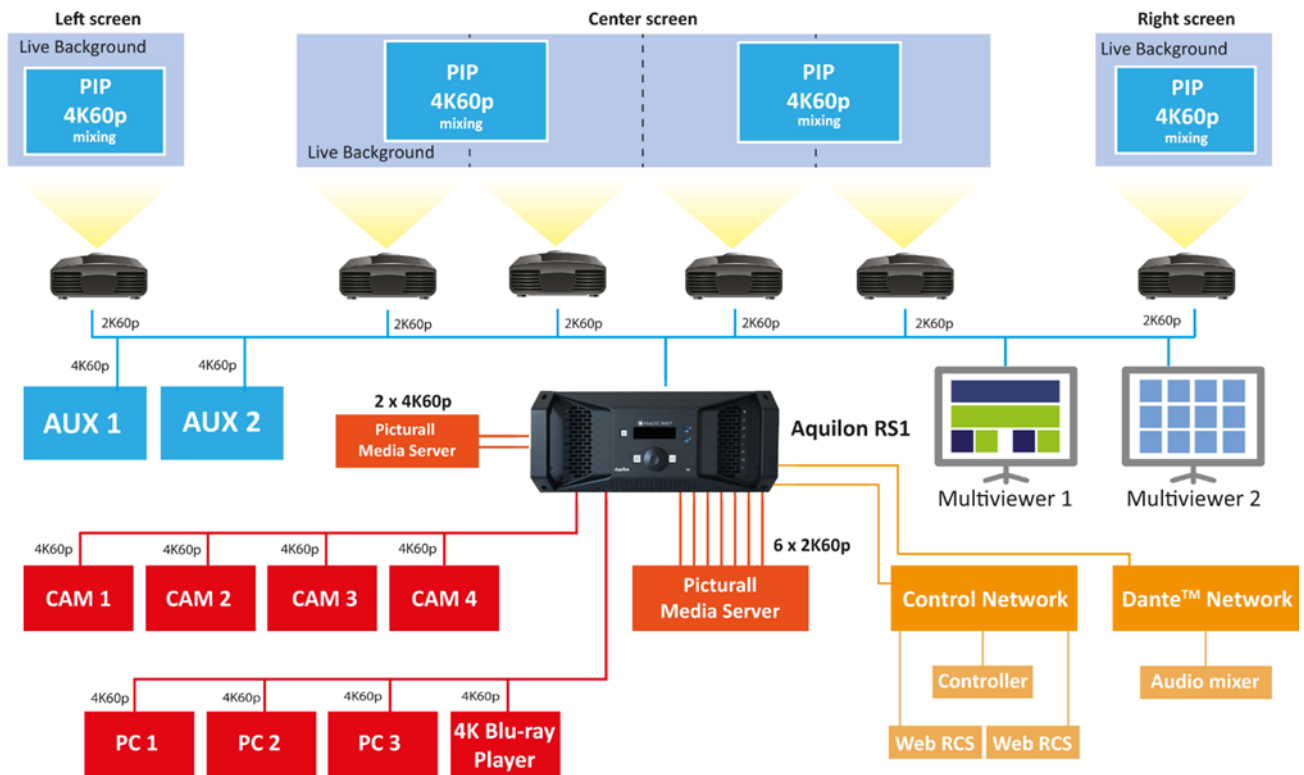 Left screen
Center screen
Right screen
Live Background
PIP
4K60p
mixing
PIP
4K60p
mixing
Live Background
PIP
4K60p
mixing
Live Background
PIP
4K60p
mixing
2K60p
2K60p
2K60p
2K60p
2K60p
2K60p
4K60p
4K60p
AUX 1
AUX 2
2 x 4K60p
Picturall
Media Server
Aquilon RS1
Multiviewer 1
Multiviewer 2
6 x 2K60p
4K60p
4K60p
4K60p
4K60p
CAM 1
CAM 2
CAM 3
CAM 4
Picturall
Media Server
Control Network
Dante™ Network
Controller
Audio mixer
4K60p
4K60p
4K60p
4K60p
PC 1
PC 2
PC 3
4K Blu-ray
Player
Web RCS
Web RCS